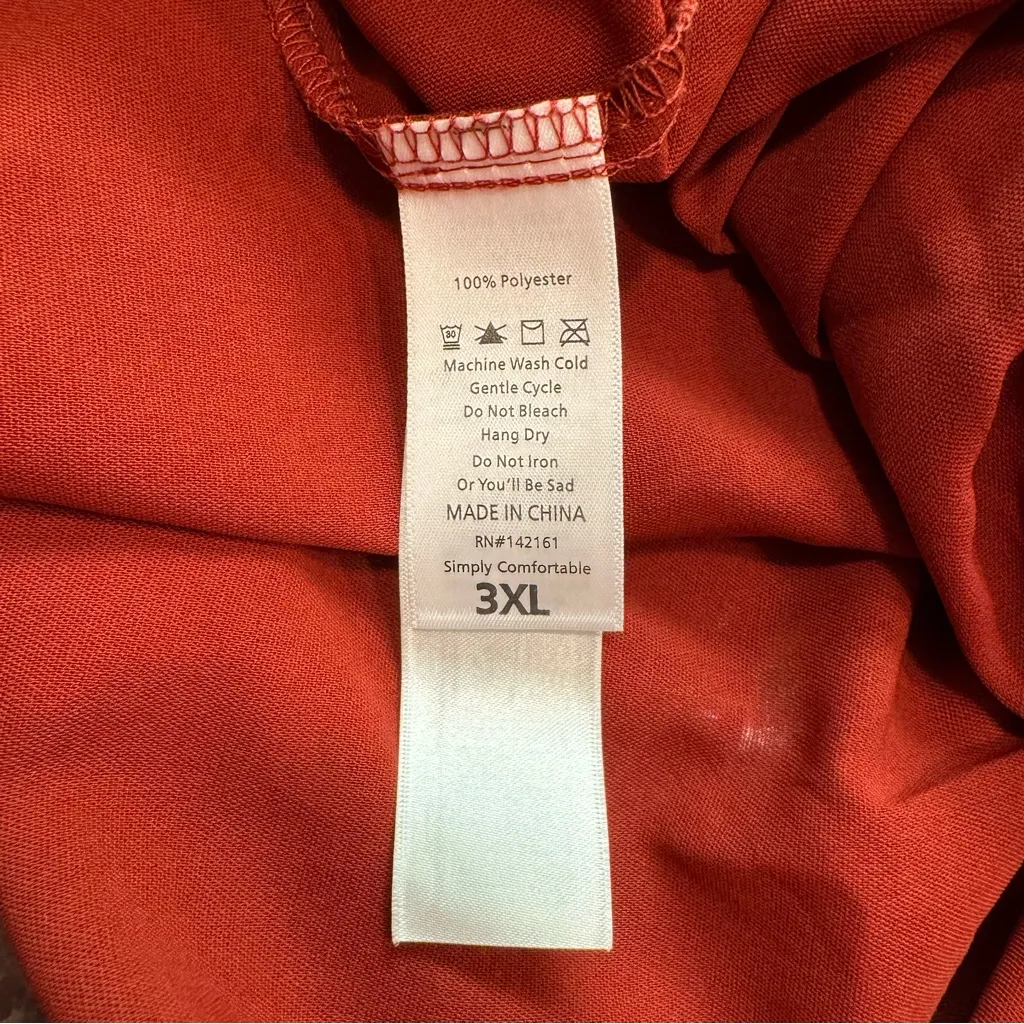 100% Polyester
30
Machine Wash Cold
Gentle Cycle
Do Not Bleach
Hang Dry
Do Not Iron
Or You'll Be Sad
MADE IN CHINA
RN#142161
Simply Comfortable
3XL